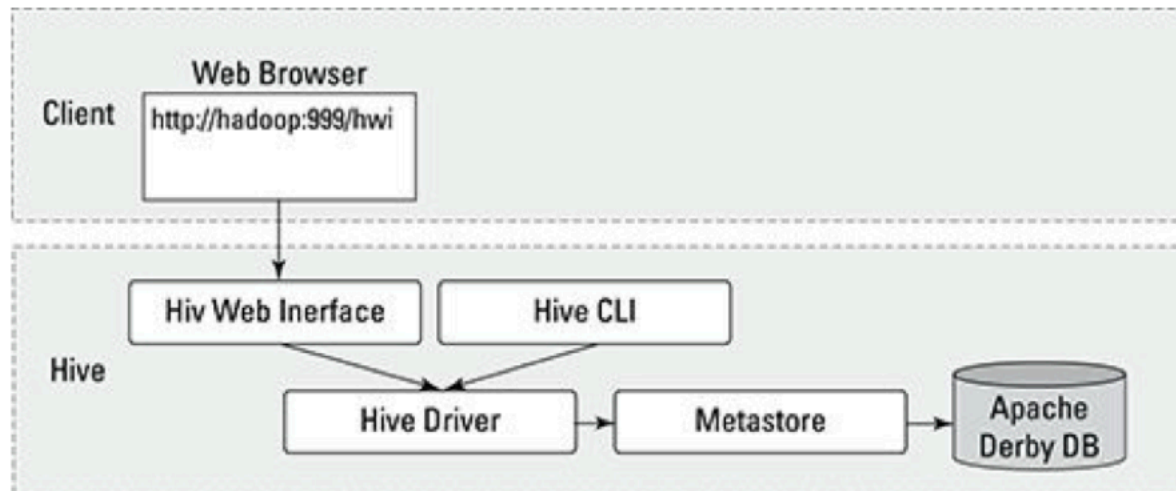 Web Browser
Client
http://hadoop:999/hwi
Hiv Web Inerface
Hive CLI
Hive
Hive Driver
Metastore
Apache
Derby DB